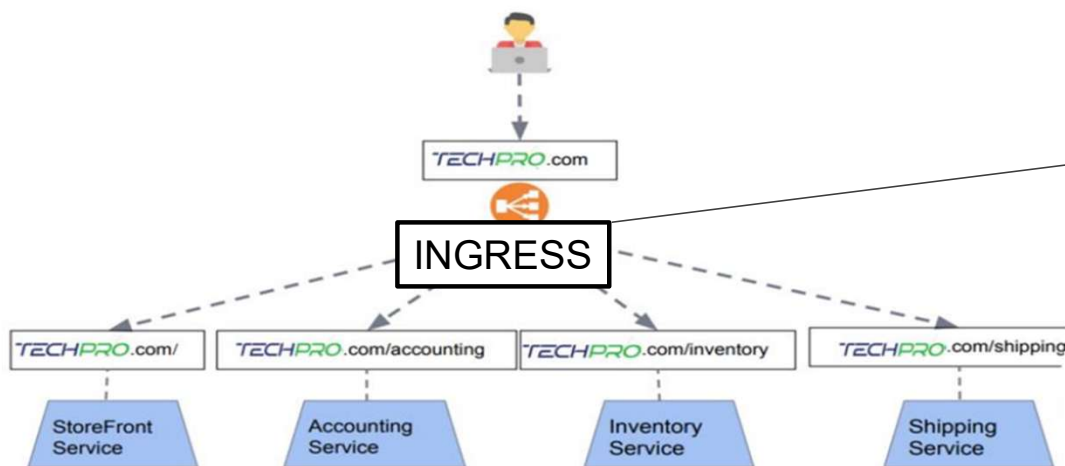 TECHPRO.com
INGRESS
TECHPRO.com/
TECHPRO.com/accounting
TECHPRO.com/inventory
TECHPRO.com/shipping
StoreFront
Service
Accounting
Service
Inventory
Service
Shipping
Service